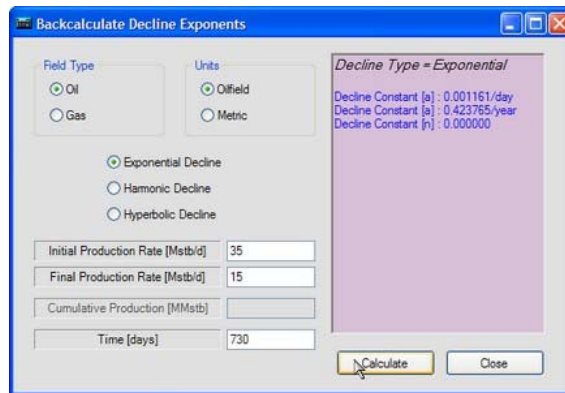 Backcalculate Decline Exponents
Field Type
Oil
Gas
Units
Oilfield
Metric
Exponential Decline
Harmonic Decline
Hyperbolic Decline
Initial Production Rate [Mstb/d] 35
Final Production Rate [Mstb/d] 15
Cumulative Production [MMstb]
Time [days] 730
Decline Type = Exponential
Decline Constant [a] : 0.001161/day
Decline Constant [a] : 0.423765/year
Decline Constant [n] : 0.000000
Calculate
Close